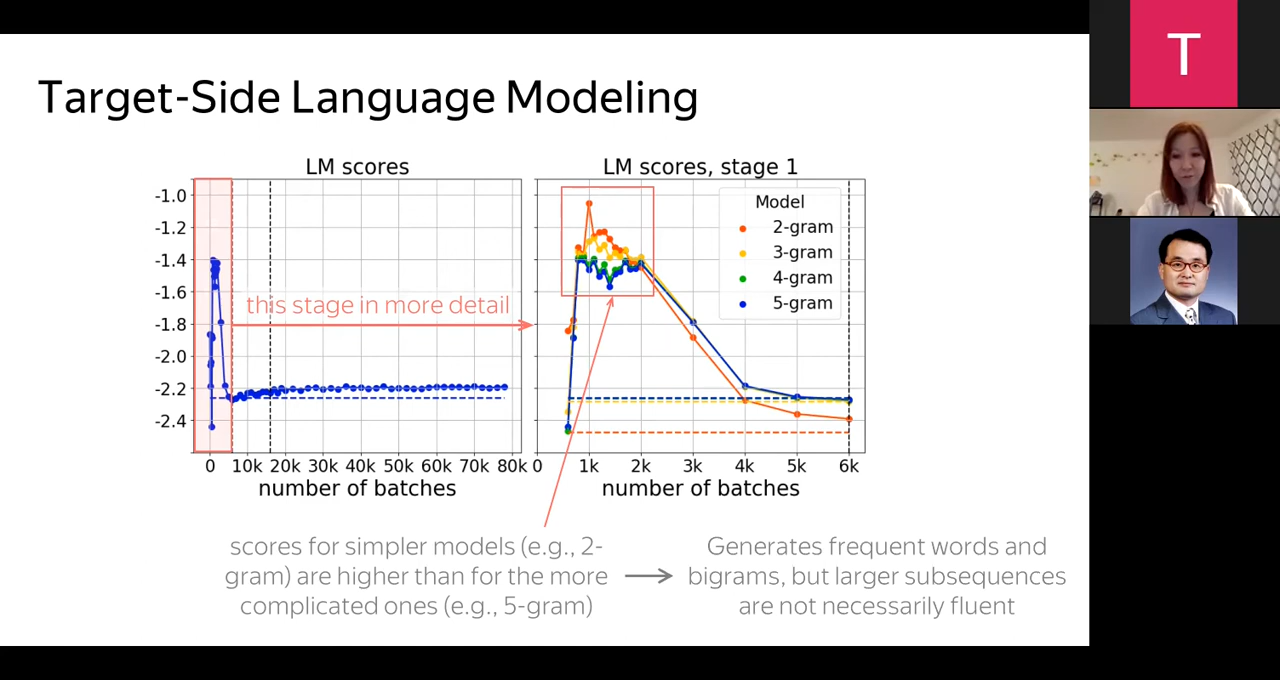 T
Target-Side Language Modeling
LM scores
-1.0
-1.2
-1.4
-1.6
-1.8
-2.0
-2.2
-2.4
0 10k 20k 30k 40k 50k 60k 70k 80k
number of batches
this stage in more detail
LM scores, stage 1
Model
2-gram
3-gram
4-gram
5-gram
0 1k 2k 3k 4k 5k 6k
number of batches
scores for simpler models (e.g., 2-
gram) are higher than for the more
complicated ones (e.g., 5-gram)
Generates frequent words and
bigrams, but larger subsequences
are not necessarily fluent